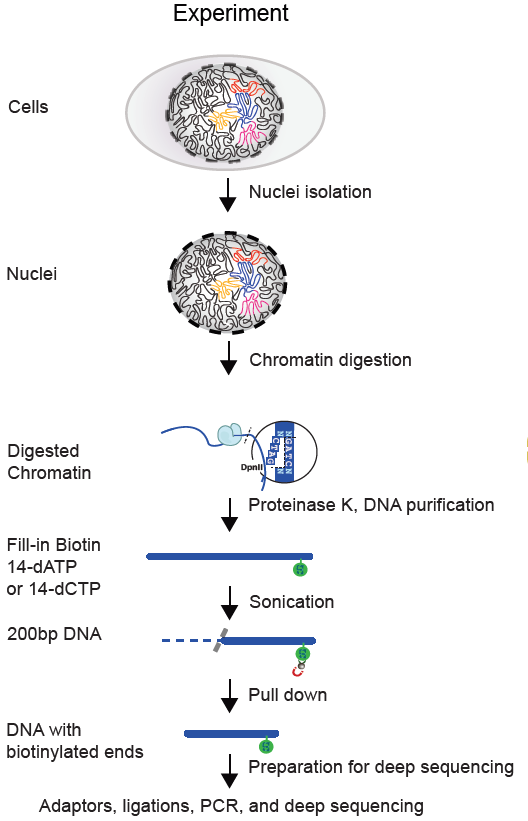 Experiment
Cells
Nuclei isolation
Nuclei
Chromatin digestion
NGATCN
N CTAG N
DpnII
Digested
Chromatin
Proteinase K, DNA purification
Fill-in Biotin
14-dATP
or 14-dCTP
Sonication
200bp DNA
Pull down
DNA with
biotinylated ends
Preparation for deep sequencing
Adaptors, ligations, PCR, and deep sequencing